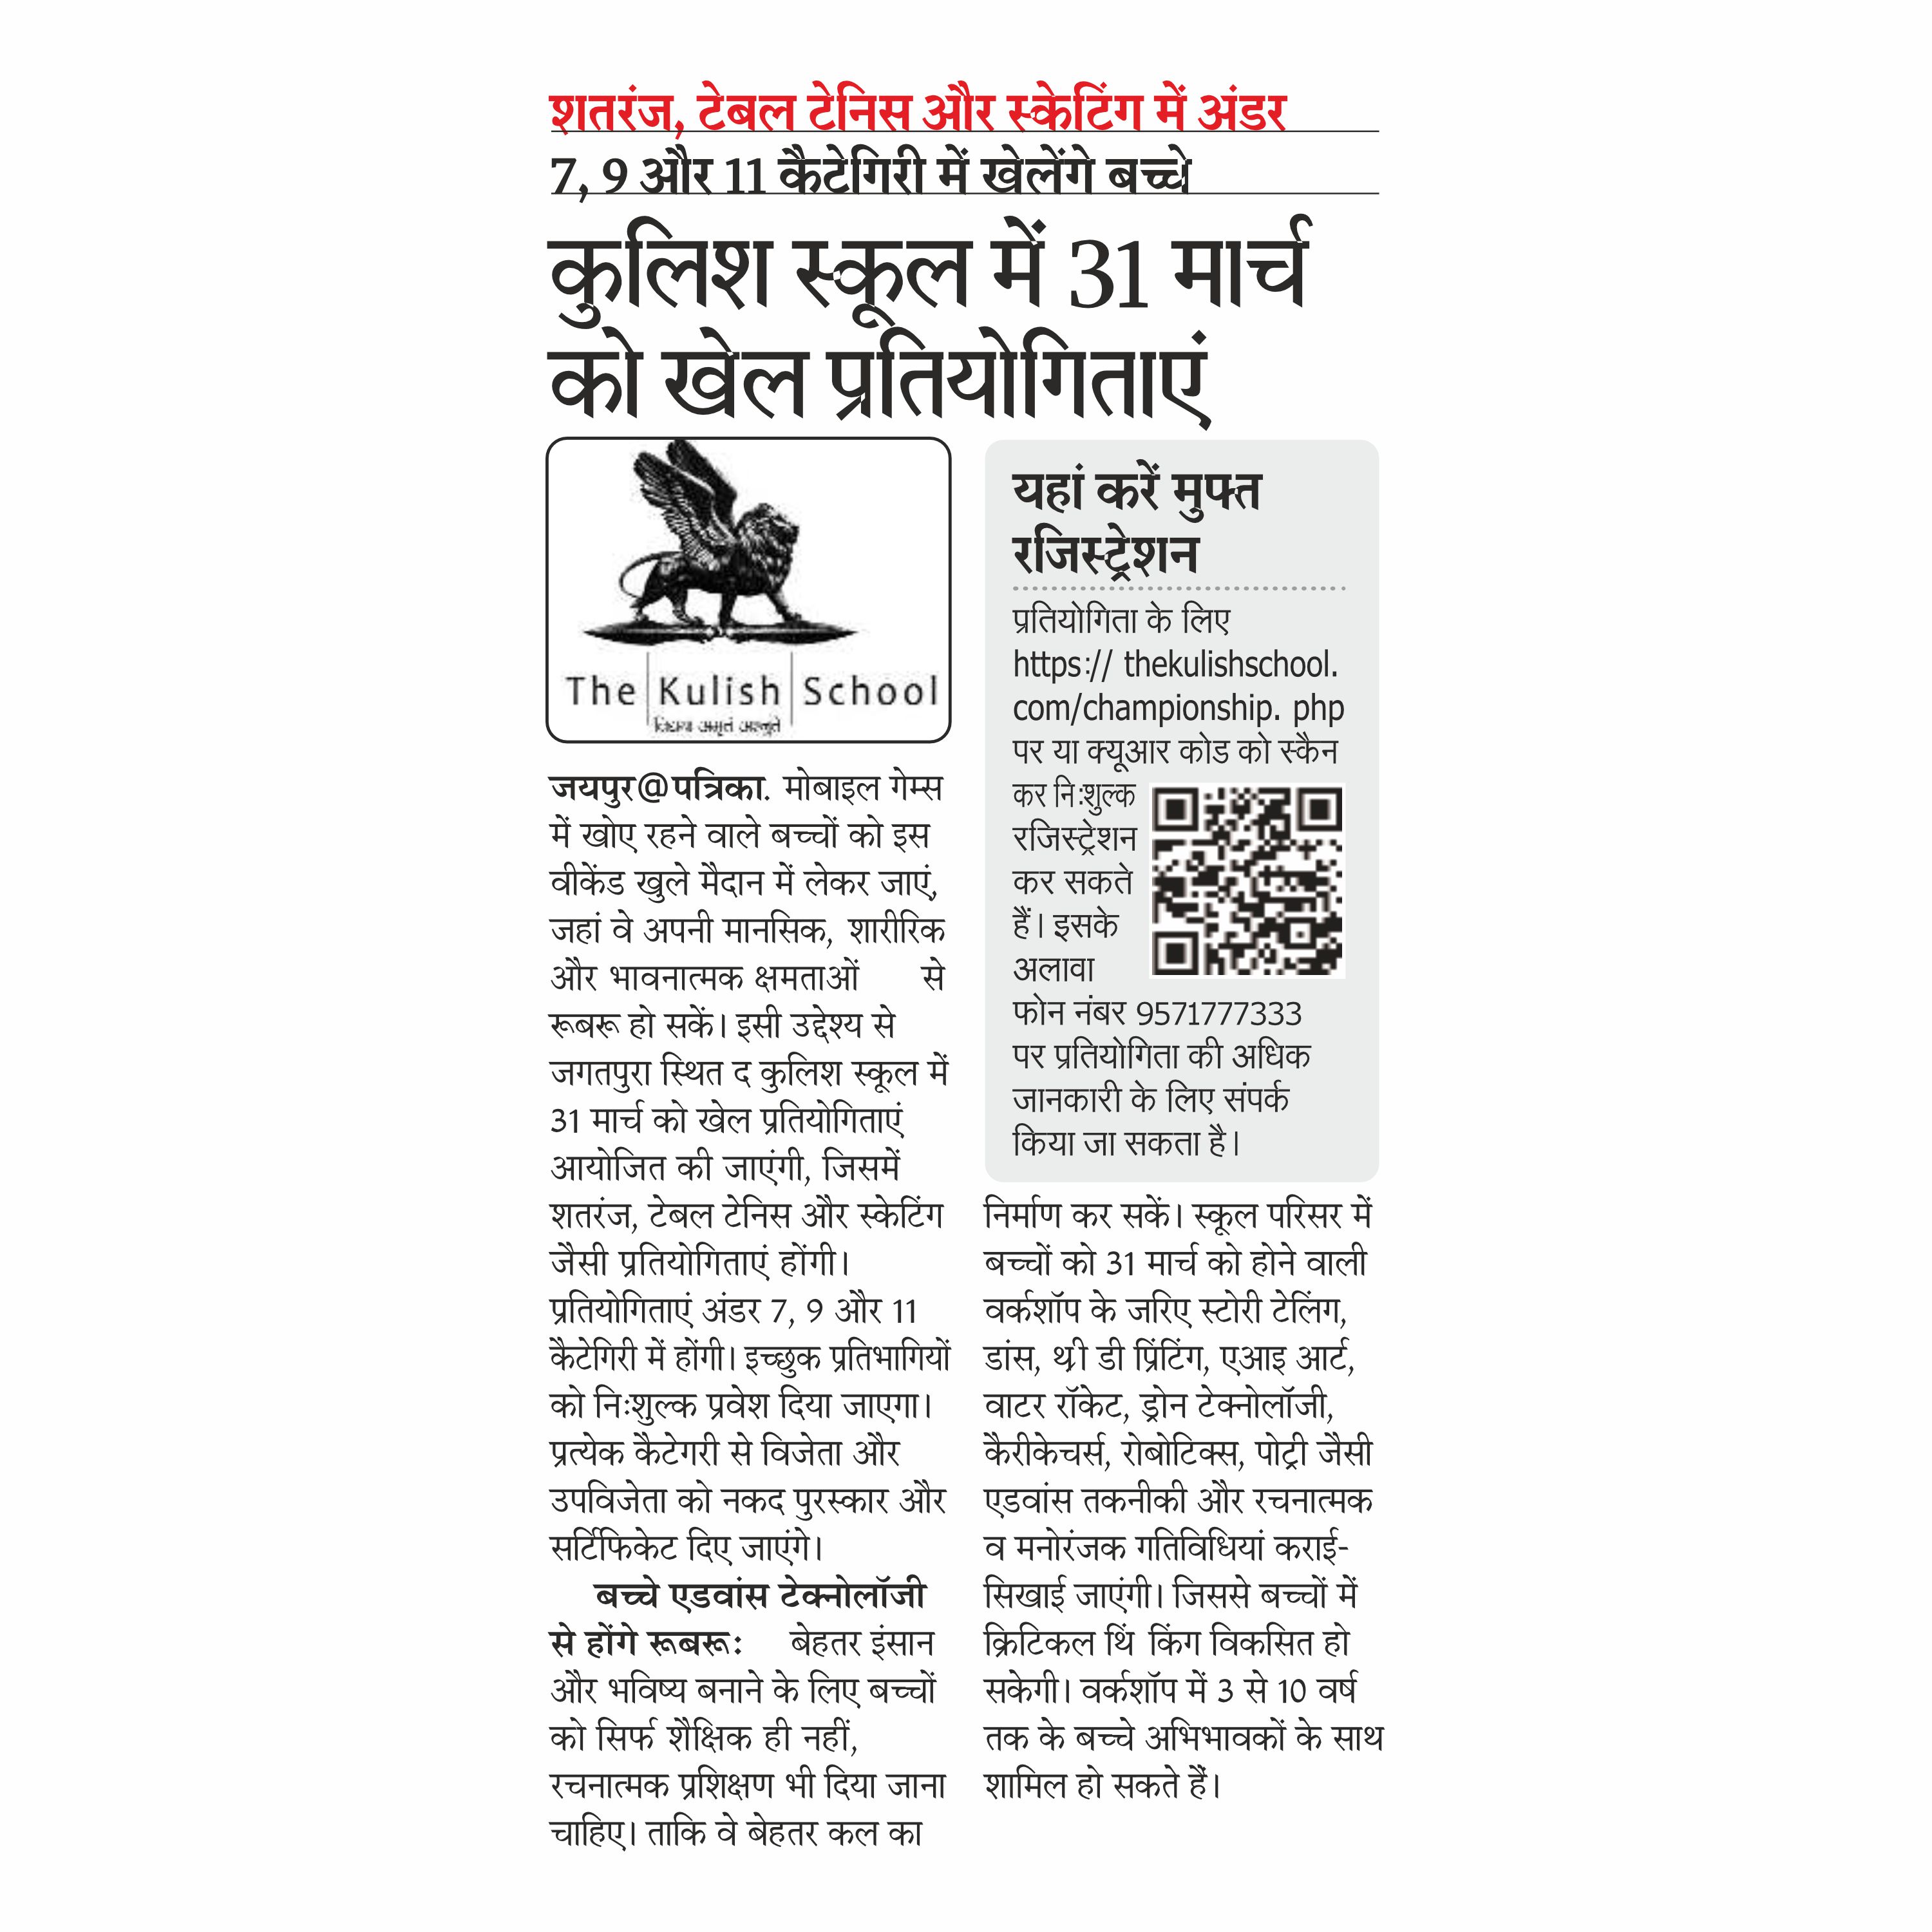 शतरंज, टेबल टेनिस और स्केटिंग में अंडर
7, 9 और 11 कैटेगिरी में खेलेंगे बच्चे
कुलिश स्कूल में 31 मार्च
को खेल प्रतियोगिताएं
The Kulish School
जयपुर@पत्रिका. मोबाइल गेम्स
में खोए रहने वाले बच्चों को इस
वीकेंड खुले मैदान में लेकर जाएं,
जहां वे अपनी मानसिक, शारीरिक
और भावनात्मक क्षमताओं से
रूबरू हो सकें। इसी उद्देश्य से
जगतपुरा स्थित द कुलिश स्कूल में
31 मार्च को खेल प्रतियोगिताएं
आयोजित की जाएंगी, जिसमें
शतरंज, टेबल टेनिस और स्केटिंग
जैसी प्रतियोगिताएं होंगी।
प्रतियोगिताएं अंडर 7, 9 और 11
कैटेगिरी में होंगी। इच्छुक प्रतिभागियों
को निःशुल्क प्रवेश दिया जाएगा।
प्रत्येक कैटेगरी से विजेता और
उपविजेता को नकद पुरस्कार और
सर्टिफिकेट दिए जाएंगे।
बच्चे एडवांस टेक्नोलॉजी
से होंगे रूबरू: बेहतर इंसान
और भविष्य बनाने के लिए बच्चों
को सिर्फ शैक्षिक ही नहीं,
रचनात्मक प्रशिक्षण भी दिया जाना
चाहिए। ताकि वे बेहतर कल का
यहां करें मुफ्त
रजिस्ट्रेशन
प्रतियोगिता के लिए
https:// thekulishschool.
com/championship. php
पर या क्यूआर कोड को स्कैन
कर नि:शुल्क
रजिस्ट्रेशन
कर सकते
हैं। इसके
अलावा
फोन नंबर 9571777333
पर प्रतियोगिता की अधिक
जानकारी के लिए संपर्क
किया जा सकता है।
निर्माण कर सकें। स्कूल परिसर में
बच्चों को 31 मार्च को होने वाली
वर्कशॉप के जरिए स्टोरी टेलिंग,
डांस, थ्री डी प्रिंटिंग, एआइ आर्ट,
वाटर रॉकेट, ड्रोन टेक्नोलॉजी,
कैरीकेचर्स, रोबोटिक्स, पोट्री जैसी
एडवांस तकनीकी और रचनात्मक
व मनोरंजक गतिविधियां कराई-
सिखाई जाएंगी। जिससे बच्चों में
क्रिटिकल थिं किंग विकसित हो
सकेगी। वर्कशॉप में 3 से 10 वर्ष
तक के बच्चे अभिभावकों के साथ
शामिल हो सकते हैं।